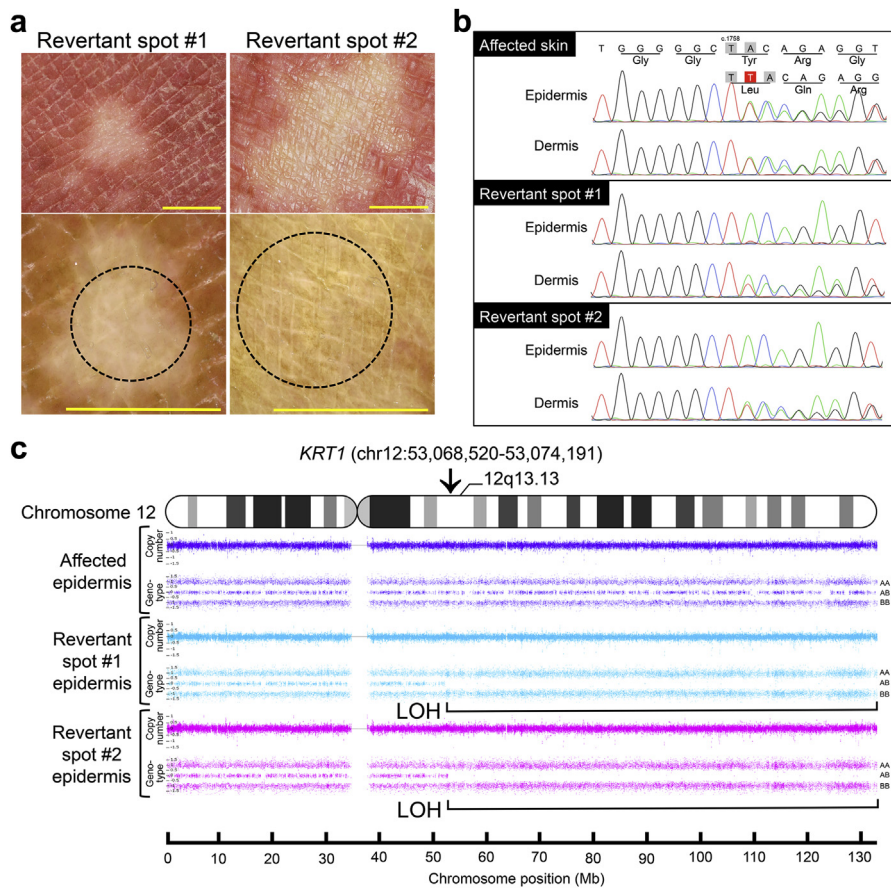 a
Revertant spot #1
Revertant spot #2
b
Affected skin
c.1758
T G G G G G C T A C A G A G G T
Gly Gly Tyr Arg Gly
T T A C A G A G G
Leu Gln Arg
Epidermis
Dermis
Revertant spot #1
Epidermis
Dermis
Revertant spot #2
Epidermis
Dermis
c
KRT1 (chr12:53,068,520-53,074,191)
12q13.13
Chromosome 12
Affected
epidermis
Copy
number
Geno-
type
AA
AB
BB
Revertant
spot #1
epidermis
Copy
number
Geno-
type
AA
AB
BB
LOH
Revertant
spot #2
epidermis
Copy
number
Geno-
type
AA
AB
BB
LOH
0 10 20 30 40 50 60 70 80 90 100 110 120 130
Chromosome position (Mb)